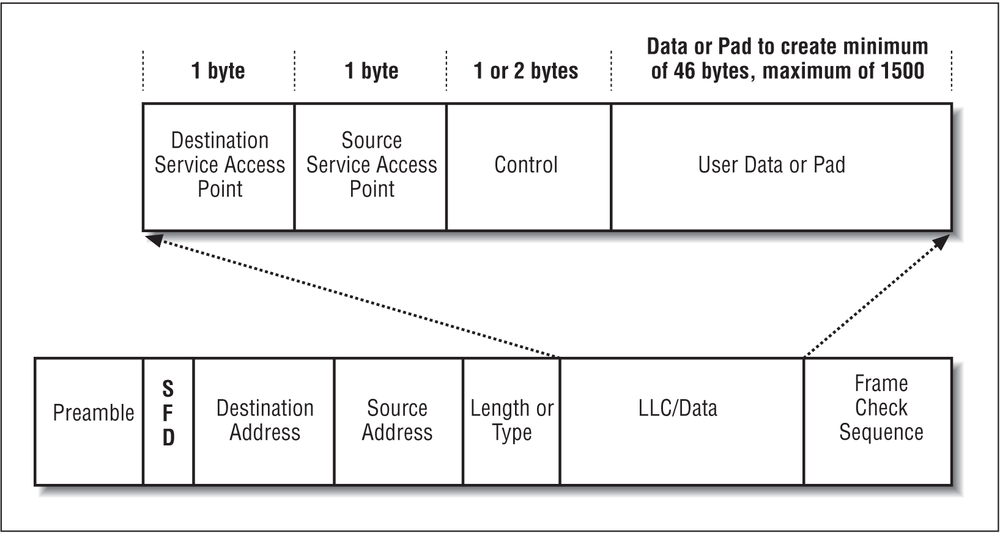 1 byte
1 byte
1 or 2 bytes
Data or Pad to create minimum
of 46 bytes, maximum of 1500
Destination
Service Access
Point
Source
Service Access
Point
Control
User Data or Pad
Preamble
S
F
D
Destination
Address
Source
Address
Length or
Type
LLC/Data
Frame
Check
Sequence